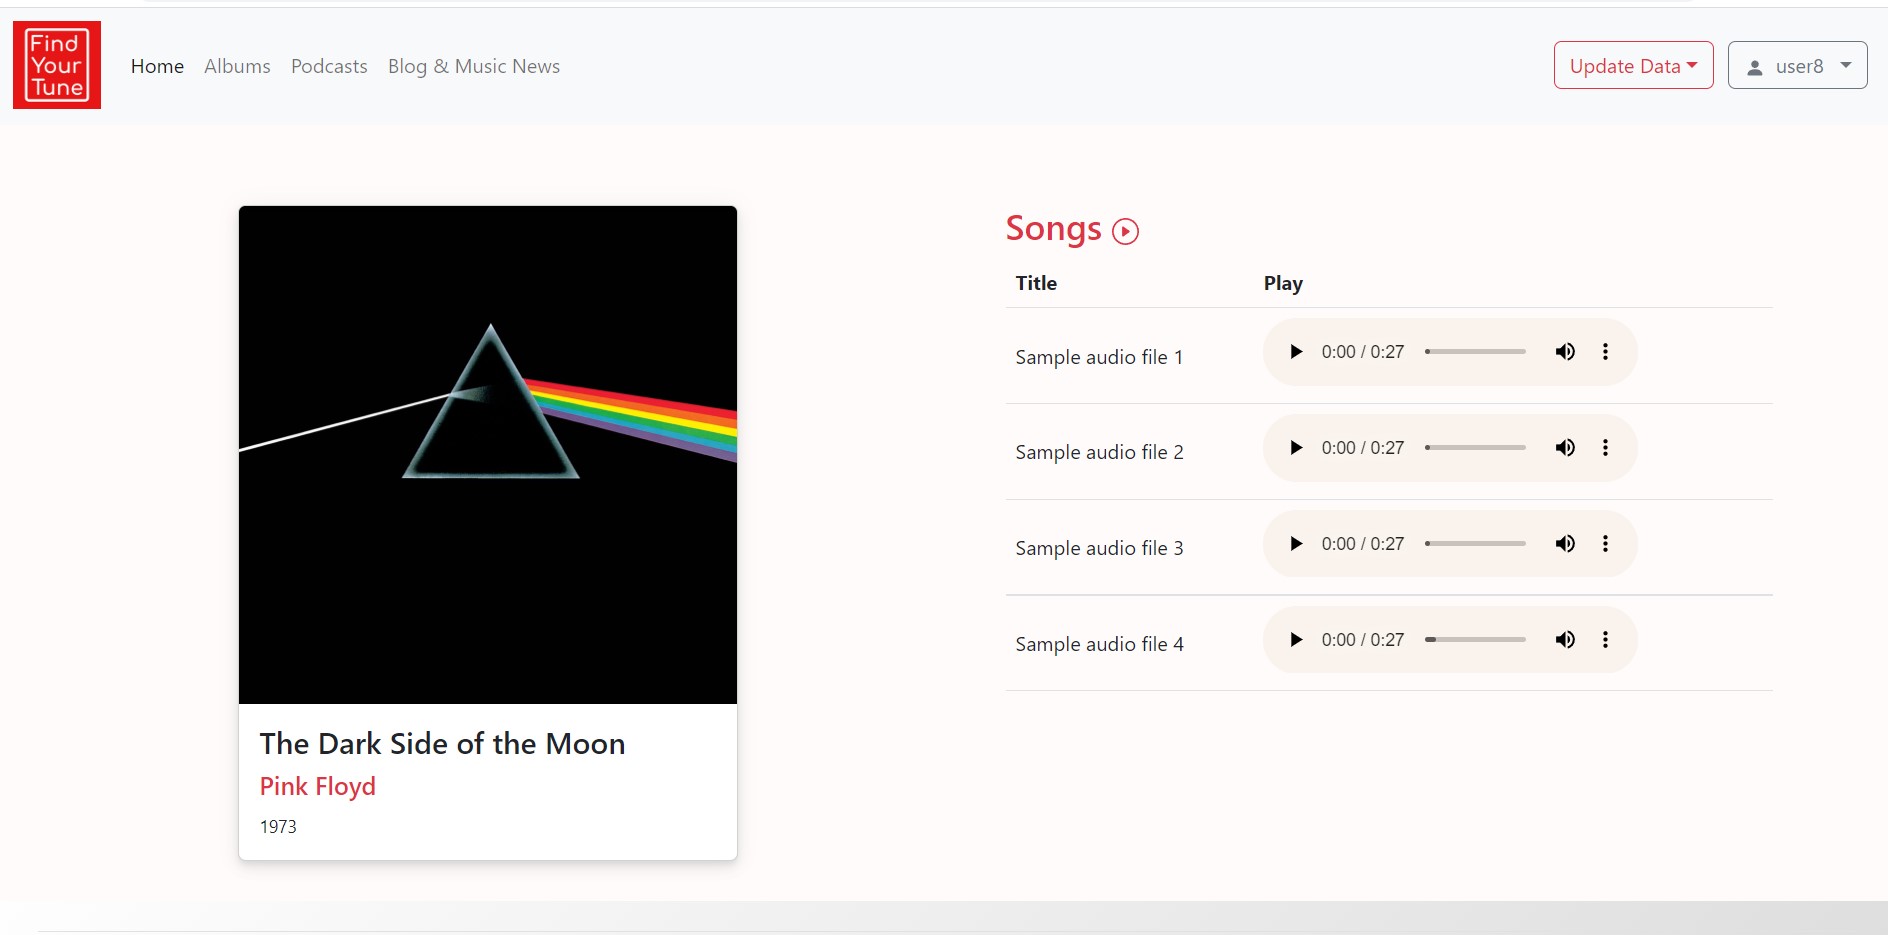 Find
Your
Tune
Home Albums Podcasts Blog & Music News Update Data user8
The Dark Side of the Moon
Pink Floyd
1973
Songs
Title Play
Sample audio file 1 0:00 / 0:27
Sample audio file 2 0:00 / 0:27
Sample audio file 3 0:00 / 0:27
Sample audio file 4 0:00 / 0:27